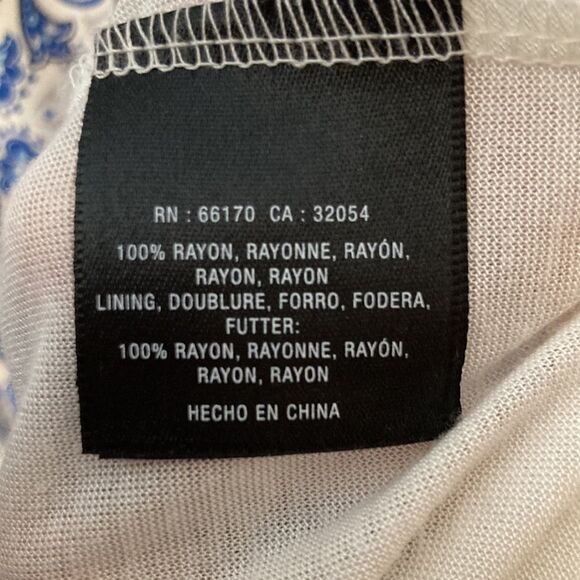 RN : 66170 CA : 32054
100% RAYON, RAYONNE, RAYÓN,
RAYON, RAYON
LINING, DOUBLURE, FORRO, FODERA,
FUTTER:
100% RAYON, RAYONNE, RAYÓN,
RAYON, RAYON
HECHO EN CHINA